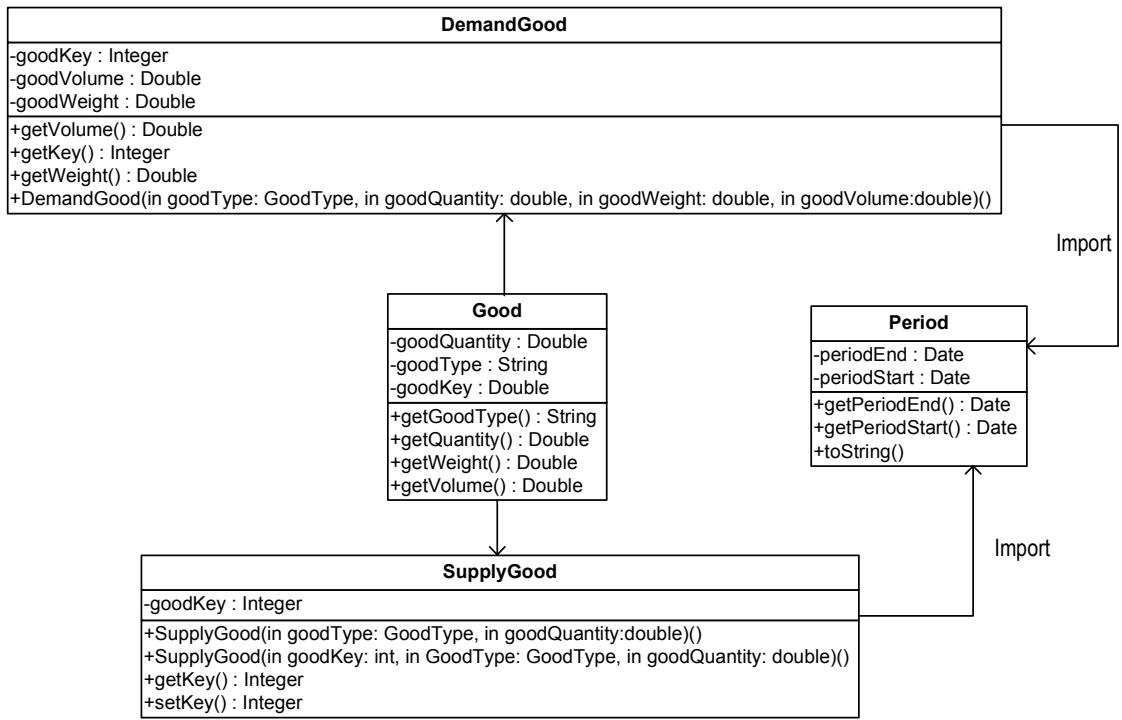 DemandGood
-goodKey : Integer
-goodVolume : Double
-goodWeight : Double
+getVolume() : Double
+getKey() : Integer
+getWeight() : Double
+DemandGood(in goodType: GoodType, in goodQuantity: double, in goodWeight: double, in goodVolume:double)()
Import
Good
-goodQuantity : Double
-goodType : String
-goodKey : Double
+getGoodType() : String
+getQuantity() : Double
+getWeight() : Double
+getVolume() : Double
Period
-periodEnd : Date
-periodStart : Date
+getPeriodEnd() : Date
+getPeriodStart() : Date
+toString()
Import
SupplyGood
-goodKey : Integer
+SupplyGood(in goodType: GoodType, in goodQuantity:double)()
+SupplyGood(in goodKey: int, in GoodType: GoodType, in goodQuantity: double)()
+getKey() : Integer
+setKey() : Integer